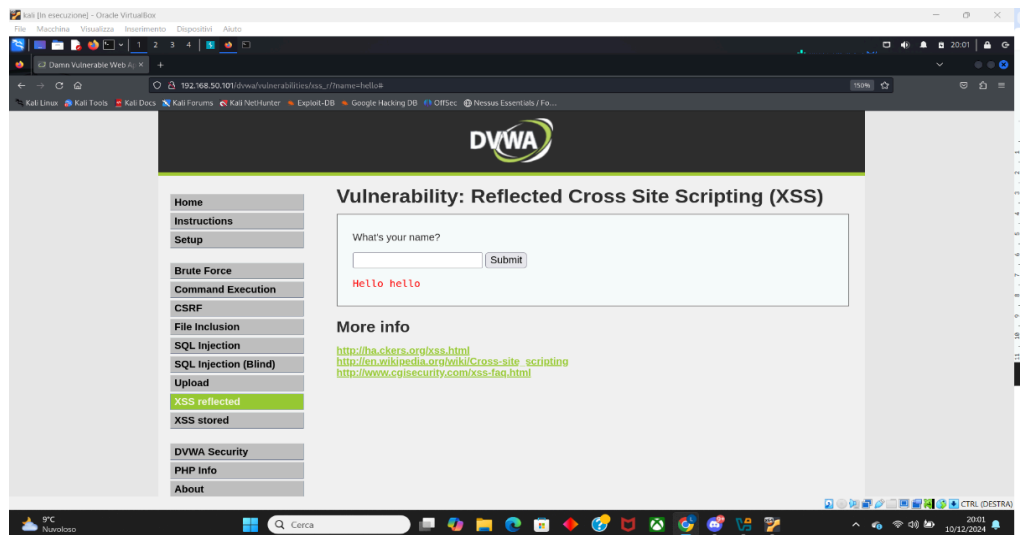 kali [In esecuzione] - Oracle VirtualBox
File Macchina Visualizza Inserimento Dispositivi Aiuto
1 2 3 4 20:01
Damn Vulnerable Web Ap
192.168.50.101/dvwa/vulnerabilities/xss_r/?name=hello# 150%
Kali Linux Kali Tools Kali Docs Kali Forums Kali NetHunter Exploit-DB Google Hacking DB OffSec Nessus Essentials / Fo...
DVWA
Vulnerability: Reflected Cross Site Scripting (XSS)
Home
Instructions
Setup
Brute Force
Command Execution
CSRF
File Inclusion
SQL Injection
SQL Injection (Blind)
Upload
XSS reflected
XSS stored
DVWA Security
PHP Info
About
What's your name?
Submit
Hello hello
More info
http://ha.ckers.org/xss.html
http://en.wikipedia.org/wiki/Cross-site_scripting
http://www.cgisecurity.com/xss-faq.html
CTRL (DESTRA)
9°C
Nuvoloso
Cerca
20:01
10/12/2024